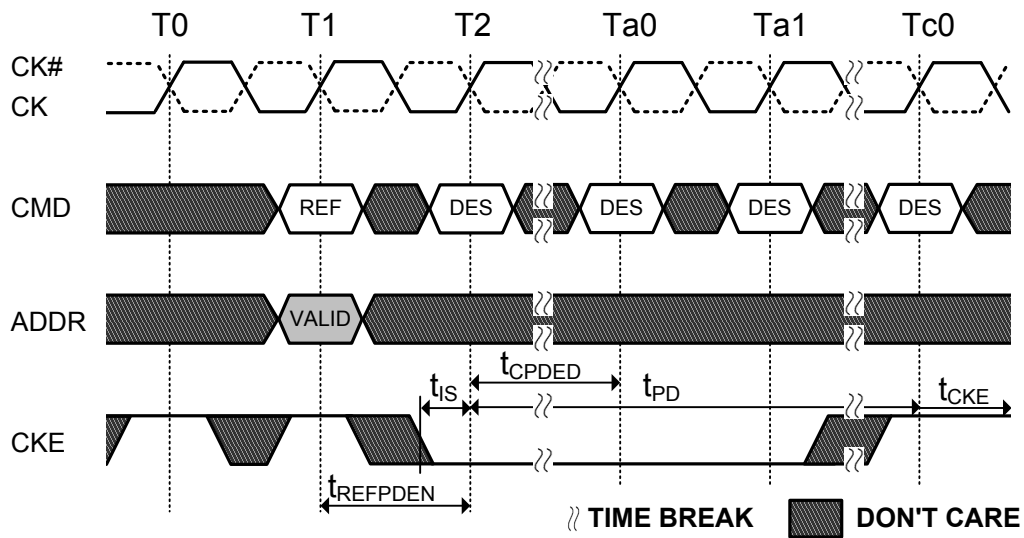 T0 T1 T2 Ta0 Ta1 Tc0
CK#
CK
CMD REF DES DES DES DES
ADDR VALID
tCPDED
tIS tPD tCKE
CKE
tREFPDEN
TIME BREAK DON'T CARE